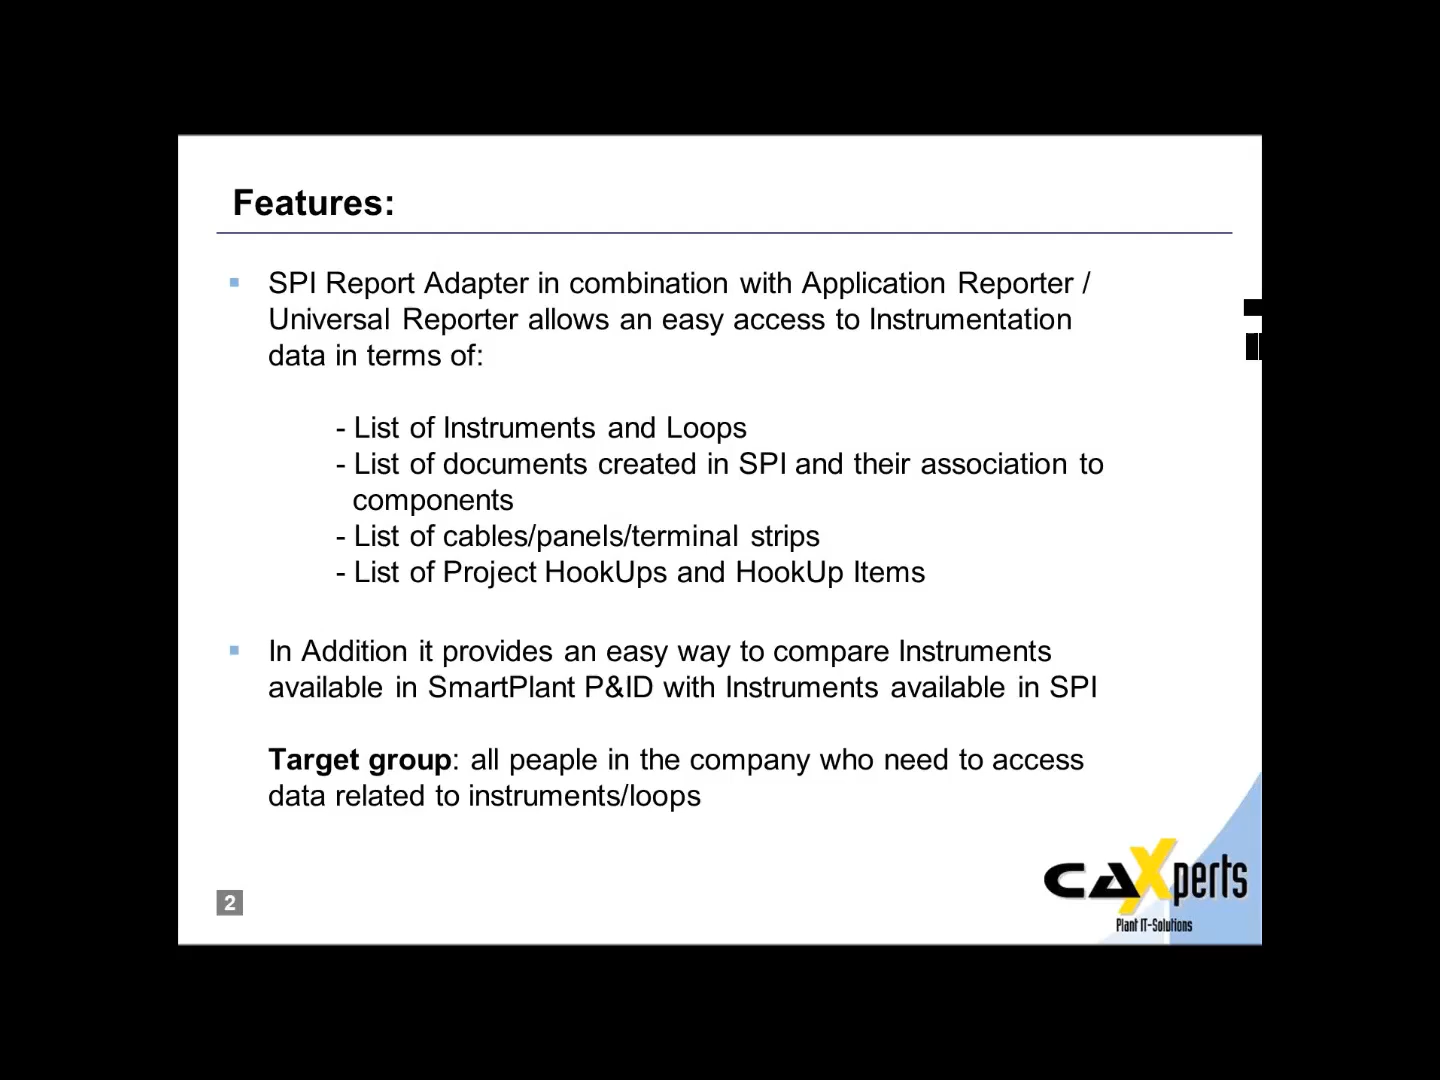 Features:
SPI Report Adapter in combination with Application Reporter /
Universal Reporter allows an easy access to Instrumentation
data in terms of:
- List of Instruments and Loops
- List of documents created in SPI and their association to
components
- List of cables/panels/terminal strips
- List of Project HookUps and HookUp Items
In Addition it provides an easy way to compare Instruments
available in SmartPlant P&ID with Instruments available in SPI
Target group: all peaple in the company who need to access
data related to instruments/loops
2
CAXperts
Plant IT-Solutions